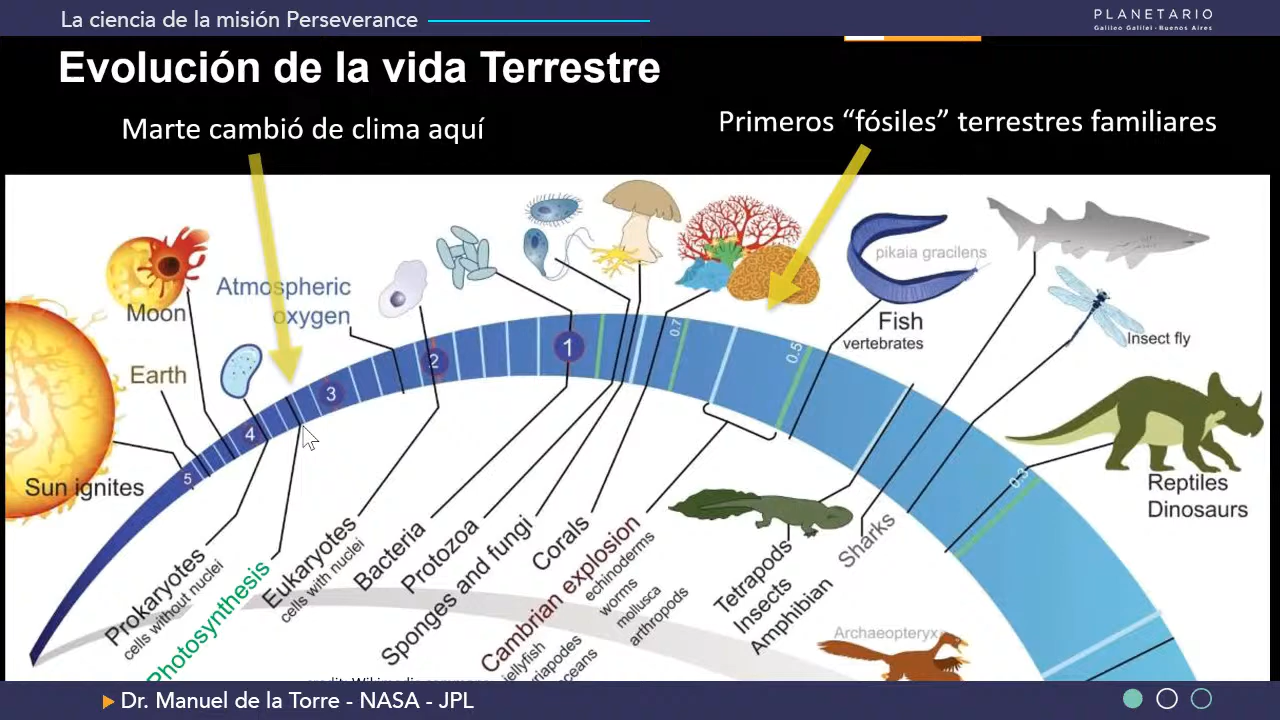 La ciencia de la misión Perseverance
PLANETARIO
Galileo Galilei - Buenos Aires
Evolución de la vida Terrestre
Marte cambió de clima aquí
Primeros “fósiles” terrestres familiares
pikaia gracilens
Atmospheric
oxygen
Moon
Fish
vertebrates
Insect fly
Earth
0.7
0.5
1
2
3
4
5
0.3
Sun ignites
Reptiles
Dinosaurs
Prokaryotes
cells without nuclei
Photosynthesis
Eukaryotes
cells with nuclei
Bacteria
Protozoa
Sponges and fungi
Corals
Cambrian explosion
echinoderms
worms
mollusca
arthropods
Tetrapods
Insects
Amphibian
Sharks
Archaeopteryx
Dr. Manuel de la Torre - NASA - JPL